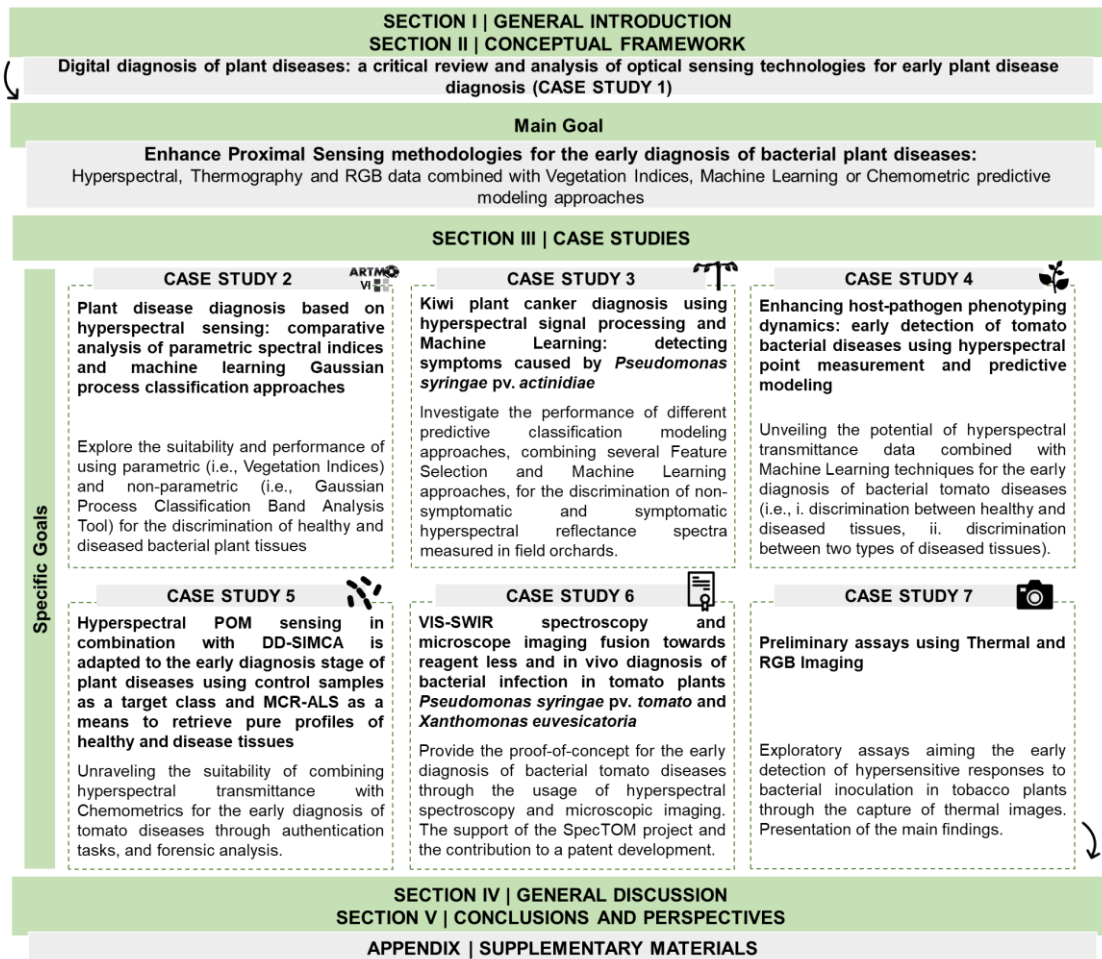 SECTION I | GENERAL INTRODUCTION
SECTION II | CONCEPTUAL FRAMEWORK
Digital diagnosis of plant diseases: a critical review and analysis of optical sensing technologies for early plant disease
diagnosis (CASE STUDY 1)
Main Goal
Enhance Proximal Sensing methodologies for the early diagnosis of bacterial plant diseases:
Hyperspectral, Thermography and RGB data combined with Vegetation Indices, Machine Learning or Chemometric predictive
modeling approaches
SECTION III | CASE STUDIES
Specific Goals
CASE STUDY 2
ARTMO
VI
Plant disease diagnosis based on
hyperspectral sensing: comparative
analysis of parametric spectral indices
and machine learning Gaussian
process classification approaches
Explore the suitability and performance of
using parametric (i.e., Vegetation Indices)
and non-parametric (i.e., Gaussian
Process Classification Band Analysis
Tool) for the discrimination of healthy and
diseased bacterial plant tissues
CASE STUDY 3
Kiwi plant canker diagnosis using
hyperspectral signal processing and
Machine Learning: detecting
symptoms caused by Pseudomonas
syringae pv. actinidiae
Investigate the performance of different
predictive classification modeling
approaches, combining several Feature
Selection and Machine Learning
approaches, for the discrimination of non-
symptomatic and symptomatic
hyperspectral reflectance spectra
measured in field orchards.
CASE STUDY 4
Enhancing host-pathogen phenotyping
dynamics: early detection of tomato
bacterial diseases using hyperspectral
point measurement and predictive
modeling
Unveiling the potential of hyperspectral
transmittance data combined with
Machine Learning techniques for the early
diagnosis of bacterial tomato diseases
(i.e., i. discrimination between healthy and
diseased tissues, ii. discrimination
between two types of diseased tissues).
CASE STUDY 5
Hyperspectral POM sensing in
combination with DD-SIMCA is
adapted to the early diagnosis stage of
plant diseases using control samples
as a target class and MCR-ALS as a
means to retrieve pure profiles of
healthy and disease tissues
Unraveling the suitability of combining
hyperspectral transmittance with
Chemometrics for the early diagnosis of
tomato diseases through authentication
tasks, and forensic analysis.
CASE STUDY 6
VIS-SWIR spectroscopy and
microscope imaging fusion towards
reagent less and in vivo diagnosis of
bacterial infection in tomato plants
Pseudomonas syringae pv. tomato and
Xanthomonas euvesicatoria
Provide the proof-of-concept for the early
diagnosis of bacterial tomato diseases
through the usage of hyperspectral
spectroscopy and microscopic imaging.
The support of the SpecTOM project and
the contribution to a patent development.
CASE STUDY 7
Preliminary assays using Thermal and
RGB Imaging
Exploratory assays aiming the early
detection of hypersensitive responses to
bacterial inoculation in tobacco plants
through the capture of thermal images.
Presentation of the main findings.
SECTION IV | GENERAL DISCUSSION
SECTION V | CONCLUSIONS AND PERSPECTIVES
APPENDIX | SUPPLEMENTARY MATERIALS